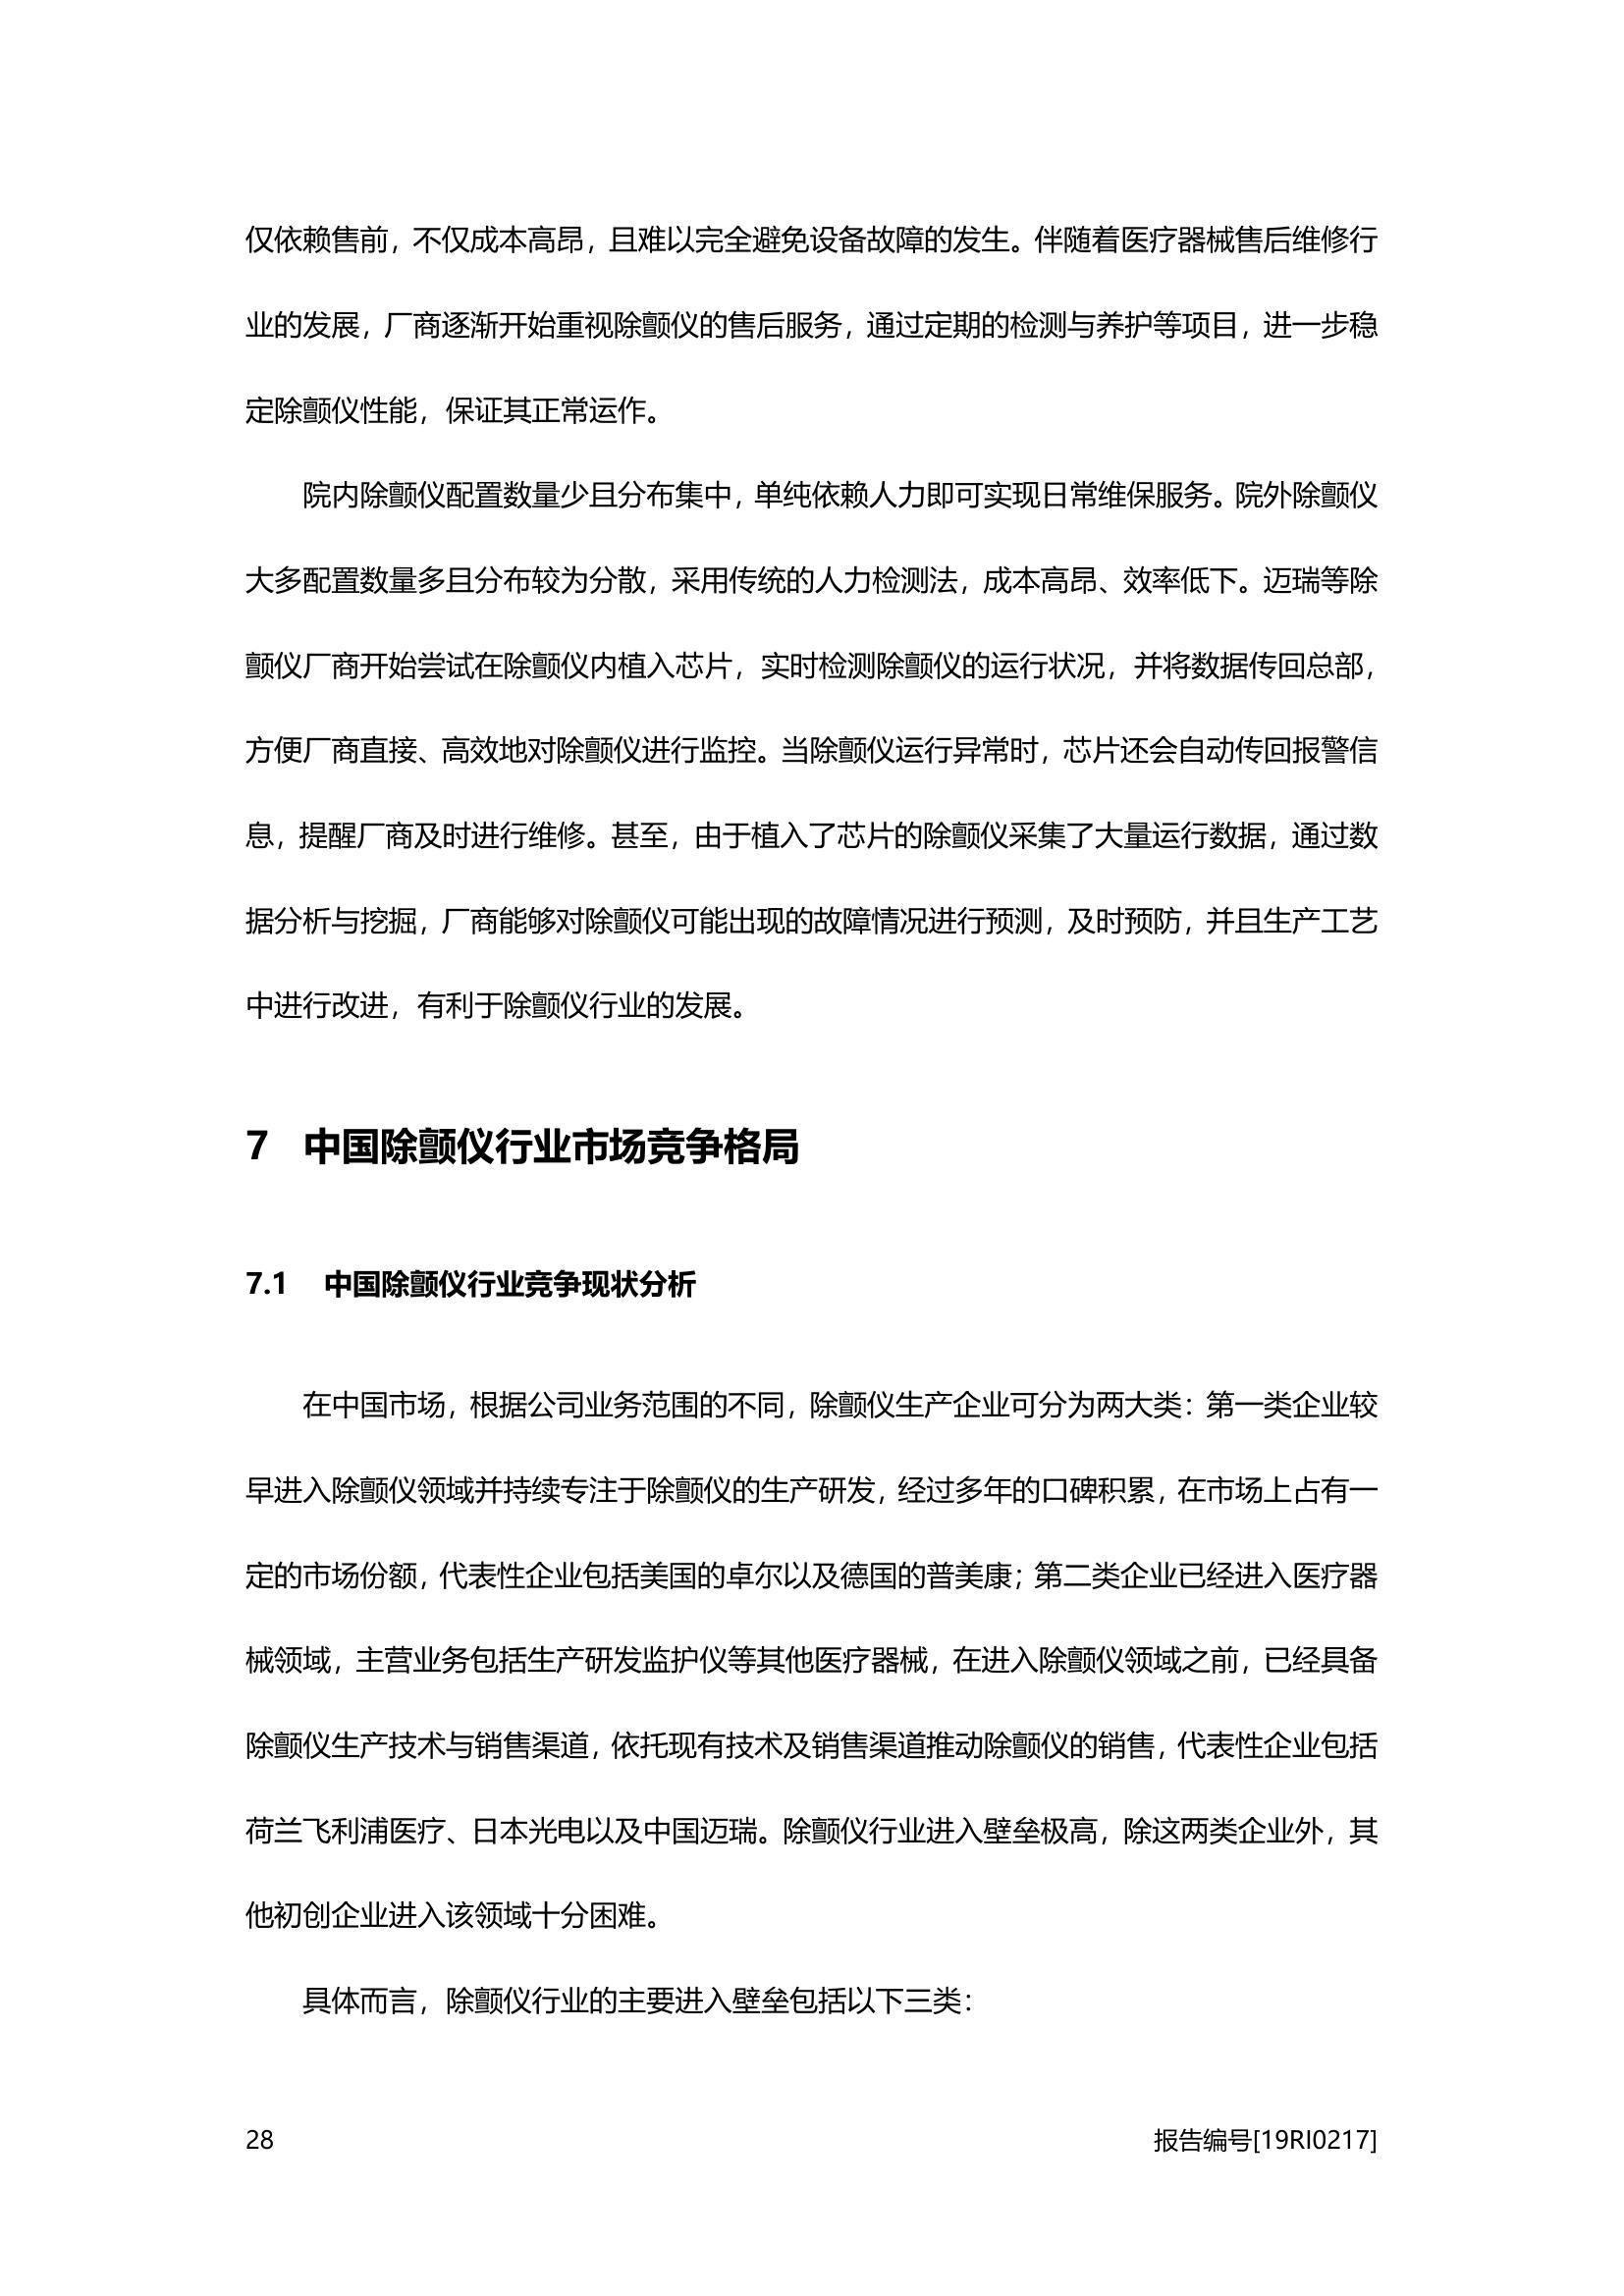 仅依赖售前，不仅成本高昂，且难以完全避免设备故障的发生。伴随着医疗器械售后维修行
业的发展，厂商逐渐开始重视除颤仪的售后服务，通过定期的检测与养护等项目，进一步稳
定除颤仪性能，保证其正常运作。
院内除颤仪配置数量少且分布集中，单纯依赖人力即可实现日常维保服务。院外除颤仪
大多配置数量多且分布较为分散，采用传统的人力检测法，成本高昂、效率低下。迈瑞等除
颤仪厂商开始尝试在除颤仪内植入芯片，实时检测除颤仪的运行状况，并将数据传回总部，
方便厂商直接、高效地对除颤仪进行监控。当除颤仪运行异常时，芯片还会自动传回报警信
息，提醒厂商及时进行维修。甚至，由于植入了芯片的除颤仪采集了大量运行数据，通过数
据分析与挖掘，厂商能够对除颤仪可能出现的故障情况进行预测，及时预防，并且生产工艺
中进行改进，有利于除颤仪行业的发展。
7 中国除颤仪行业市场竞争格局
7.1 中国除颤仪行业竞争现状分析
在中国市场，根据公司业务范围的不同，除颤仪生产企业可分为两大类：第一类企业较
早进入除颤仪领域并持续专注于除颤仪的生产研发，经过多年的口碑积累，在市场上占有一
定的市场份额，代表性企业包括美国的卓尔以及德国的普美康；第二类企业已经进入医疗器
械领域，主营业务包括生产研发监护仪等其他医疗器械，在进入除颤仪领域之前，已经具备
除颤仪生产技术与销售渠道，依托现有技术及销售渠道推动除颤仪的销售，代表性企业包括
荷兰飞利浦医疗、日本光电以及中国迈瑞。除颤仪行业进入壁垒极高，除这两类企业外，其
他初创企业进入该领域十分困难。
具体而言，除颤仪行业的主要进入壁垒包括以下三类：
28 报告编号[19RI0217]